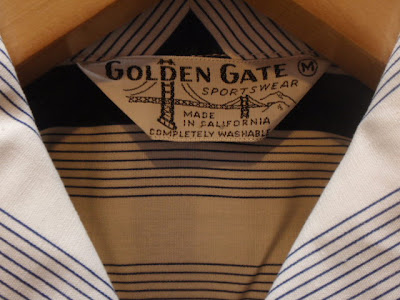 GOLDEN GATE M
SPORTSWEAR
MADE
IN CALIFORNIA
COMPLETELY WASHABLE